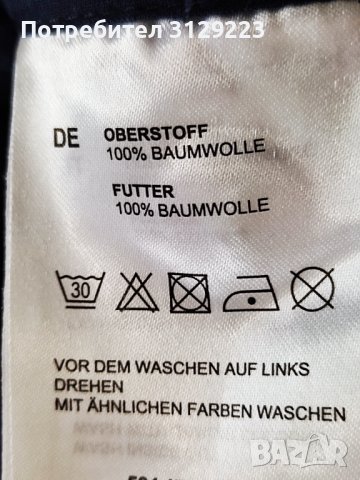 Потребител 3129223
DE OBERSTOFF
100% BAUMWOLLE
FUTTER
100% BAUMWOLLE
30
VOR DEM WASCHEN AUF LINKS
DREHEN
MIT ÄHNLICHEN FARBEN WASCHEN
BAZAR